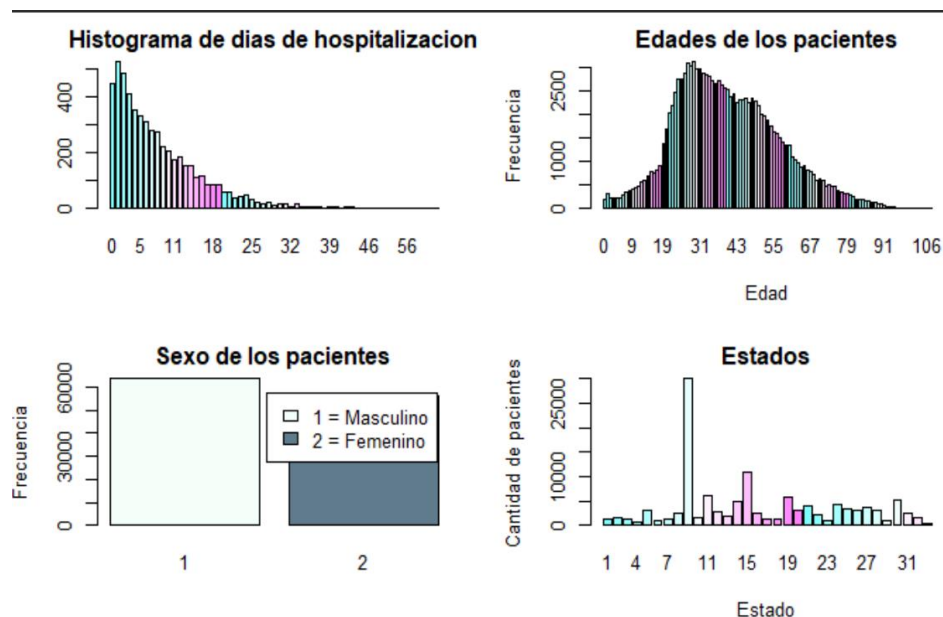 Histograma de dias de hospitalizacion
400
200
0
0 5 11 18 25 32 39 46 56
Edades de los pacientes
Frecuencia
2500
1000
0
0 9 19 31 43 55 67 79 91 106
Edad
Sexo de los pacientes
Frecuencia
60000
30000
0
1 = Masculino
2 = Femenino
1 2
Estados
Cantidad de pacientes
25000
10000
0
1 4 7 11 15 19 23 27 31
Estado